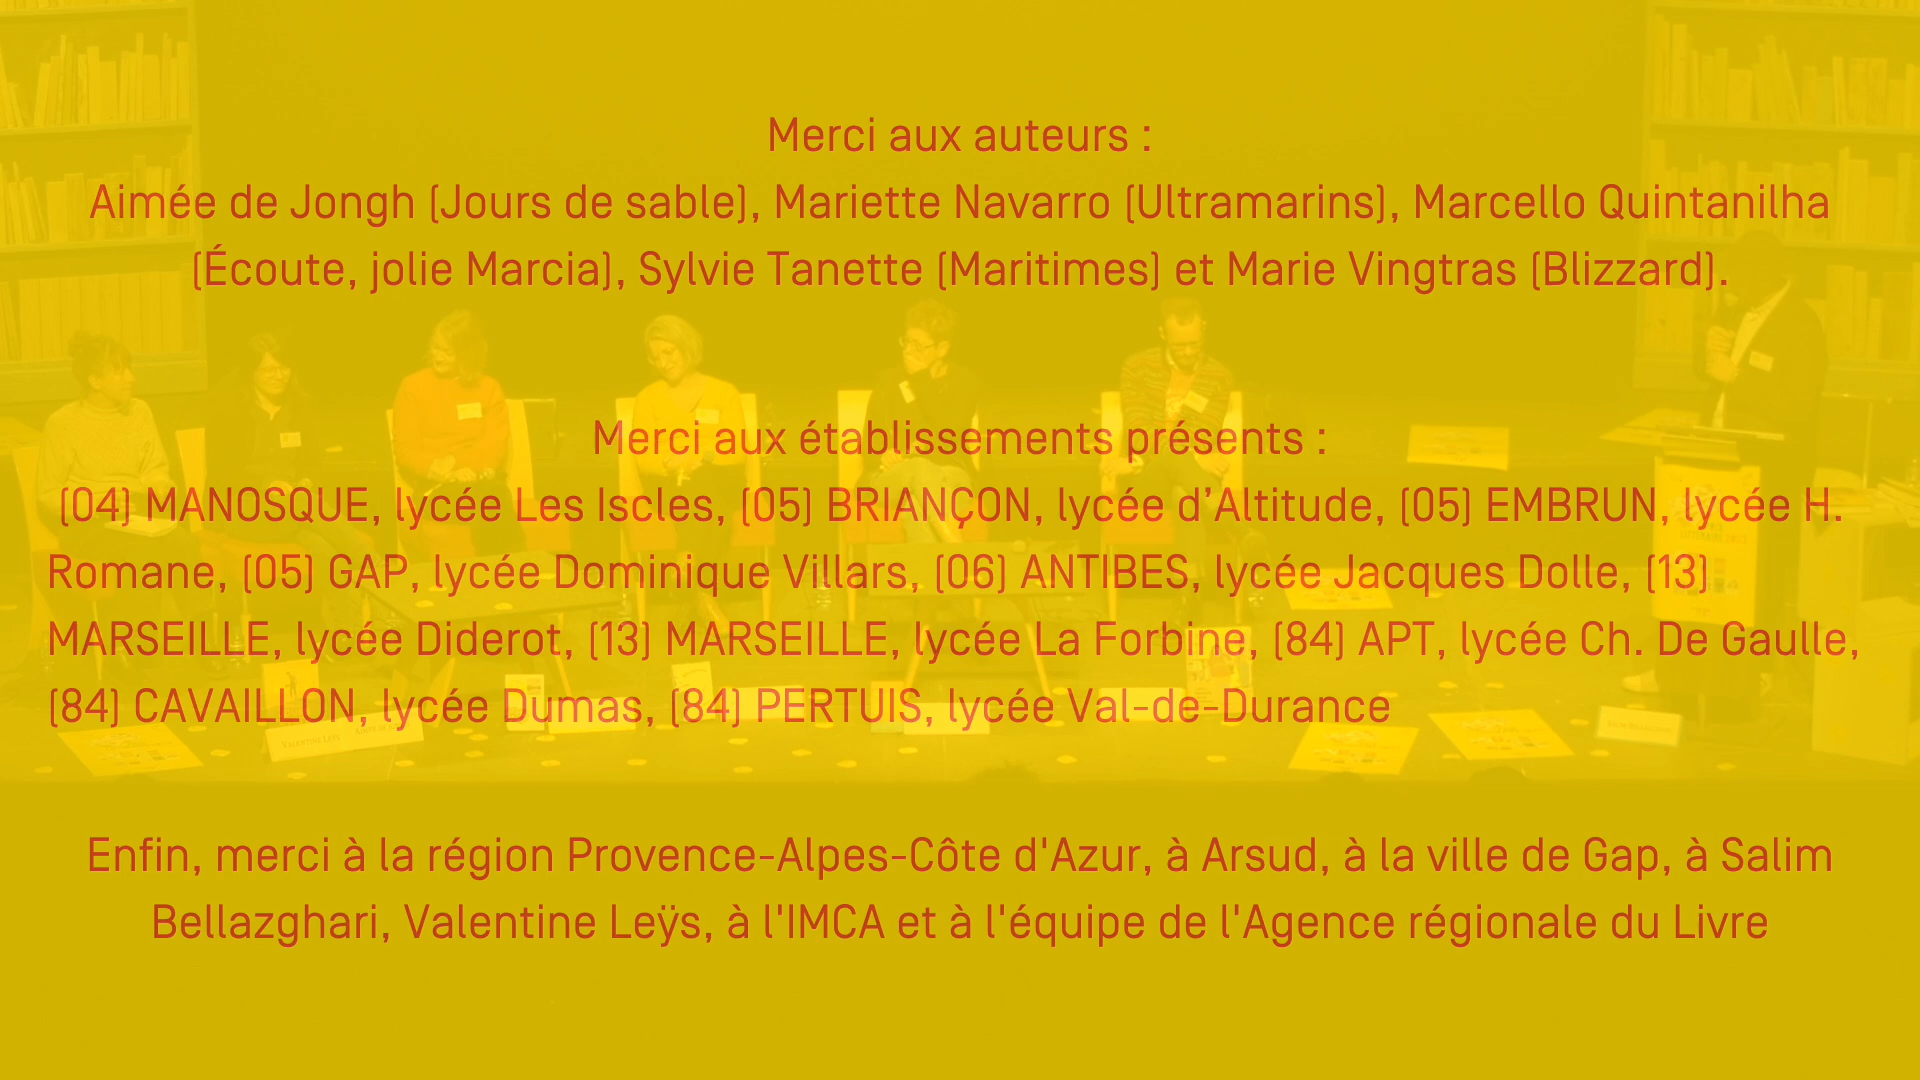 Merci aux auteurs :
Aimée de Jongh (Jours de sable), Mariette Navarro (Ultramarins), Marcello Quintanilha
(Écoute, jolie Marcia), Sylvie Tanette (Maritimes) et Marie Vingtras (Blizzard).
Merci aux établissements présents :
(04) MANOSQUE, lycée Les Iscles, (05) BRIANÇON, lycée d’Altitude, (05) EMBRUN, lycée H.
Romane, (05) GAP, lycée Dominique Villars, (06) ANTIBES, lycée Jacques Dolle, (13)
MARSEILLE, lycée Diderot, (13) MARSEILLE, lycée La Forbine, (84) APT, lycée Ch. De Gaulle,
(84) CAVAILLON, lycée Dumas, (84) PERTUIS, lycée Val-de-Durance
VALENTINE LEŸS
Enfin, merci à la région Provence-Alpes-Côte d'Azur, à Arsud, à la ville de Gap, à Salim
Bellazghari, Valentine Leÿs, à l'IMCA et à l'équipe de l'Agence régionale du Livre